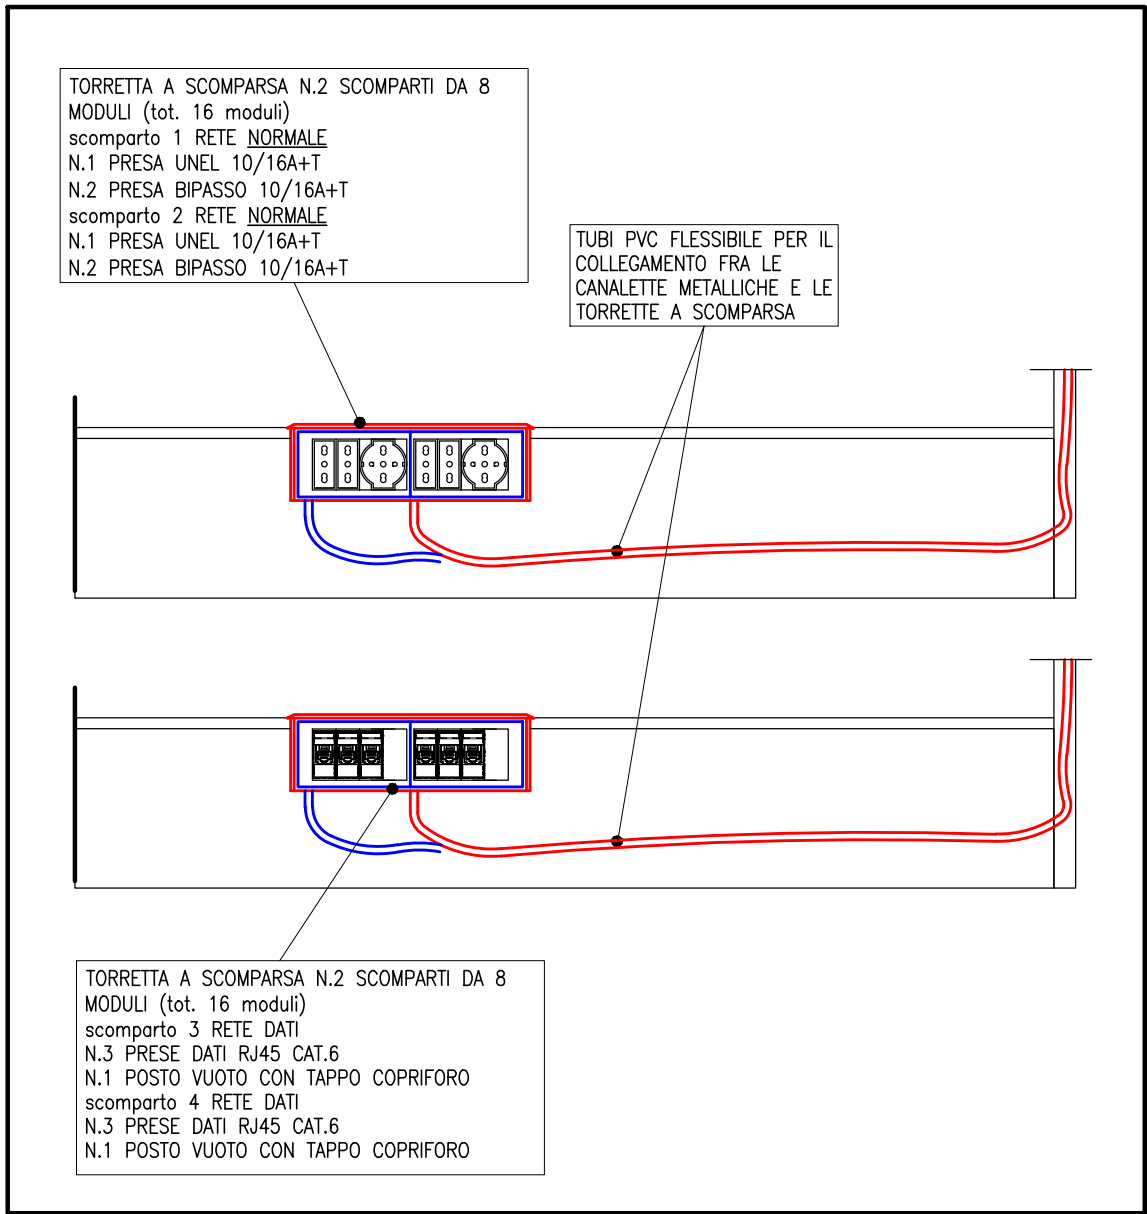 TORRETTA A SCOMPARSA N.2 SCOMPARTI DA 8
MODULI (tot. 16 moduli)
scomparto 1 RETE NORMALE
N.1 PRESA UNEL 10/16A+T
N.2 PRESA BIPASSO 10/16A+T
scomparto 2 RETE NORMALE
N.1 PRESA UNEL 10/16A+T
N.2 PRESA BIPASSO 10/16A+T
TUBI PVC FLESSIBILE PER IL
COLLEGAMENTO FRA LE
CANALETTE METALLICHE E LE
TORRETTE A SCOMPARSA
TORRETTA A SCOMPARSA N.2 SCOMPARTI DA 8
MODULI (tot. 16 moduli)
scomparto 3 RETE DATI
N.3 PRESE DATI RJ45 CAT.6
N.1 POSTO VUOTO CON TAPPO COPRIFORO
scomparto 4 RETE DATI
N.3 PRESE DATI RJ45 CAT.6
N.1 POSTO VUOTO CON TAPPO COPRIFORO